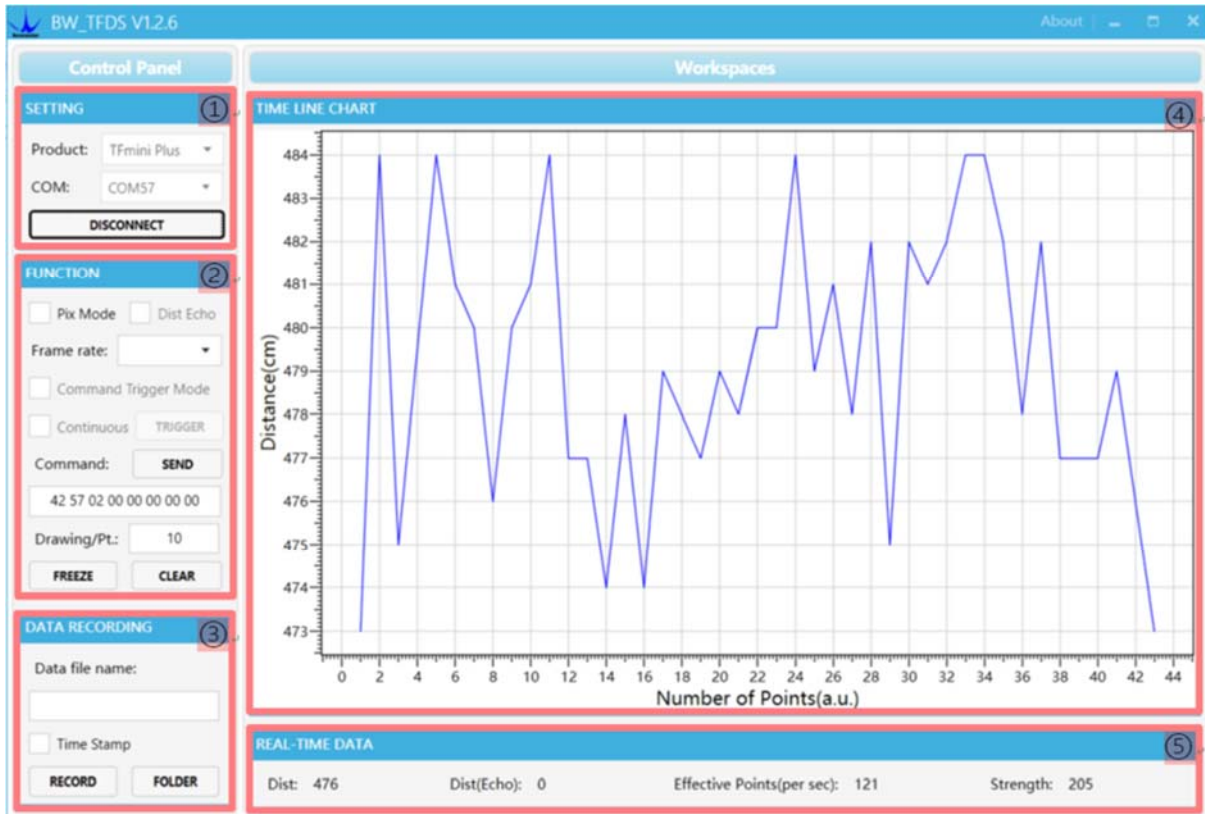 BW_TFDS V1.2.6
About
Control Panel
Workspaces
SETTING ①
Product: TFmini Plus
COM: COM57
DISCONNECT
FUNCTION ②
Pix Mode Dist Echo
Frame rate:
Command Trigger Mode
Continuous TRIGGER
Command: SEND
42 57 02 00 00 00 00 00
Drawing/Pt.: 10
FREEZE CLEAR
DATA RECORDING ③
Data file name:
Time Stamp
RECORD FOLDER
TIME LINE CHART ④
Distance(cm)
484
483
482
481
480
479
478
477
476
475
474
473
0 2 4 6 8 10 12 14 16 18 20 22 24 26 28 30 32 34 36 38 40 42 44
Number of Points(a.u.)
REAL-TIME DATA ⑤
Dist: 476 Dist(Echo): 0 Effective Points(per sec): 121 Strength: 205